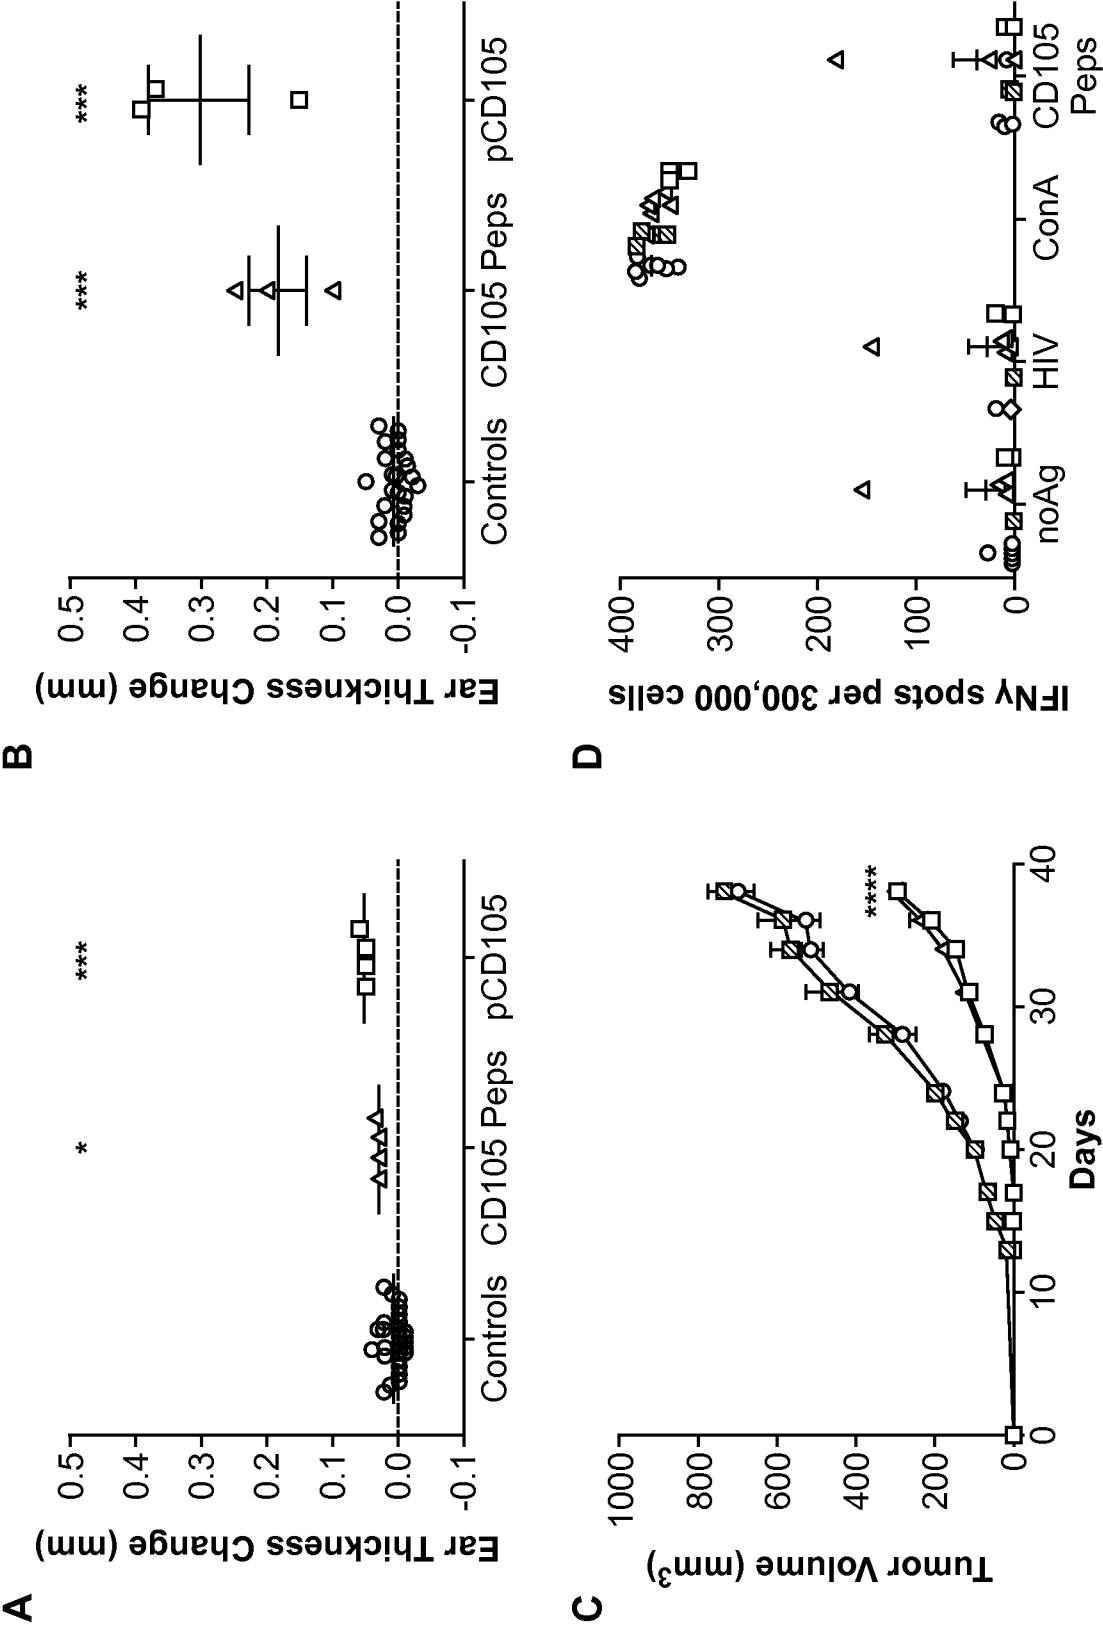 A
Ear Thickness Change (mm)
0.5
0.4
0.3
0.2
0.1
0.0
-0.1
*
***
Controls
CD105 Peps
pCD105
B
Ear Thickness Change (mm)
0.5
0.4
0.3
0.2
0.1
0.0
-0.1
***
***
Controls
CD105 Peps
pCD105
C
Tumor Volume (mm³)
1000
800
600
400
200
0
****
0
10
20
30
40
Days
D
IFNγ spots per 300,000 cells
400
300
200
100
0
noAg
HIV
ConA
CD105
Peps